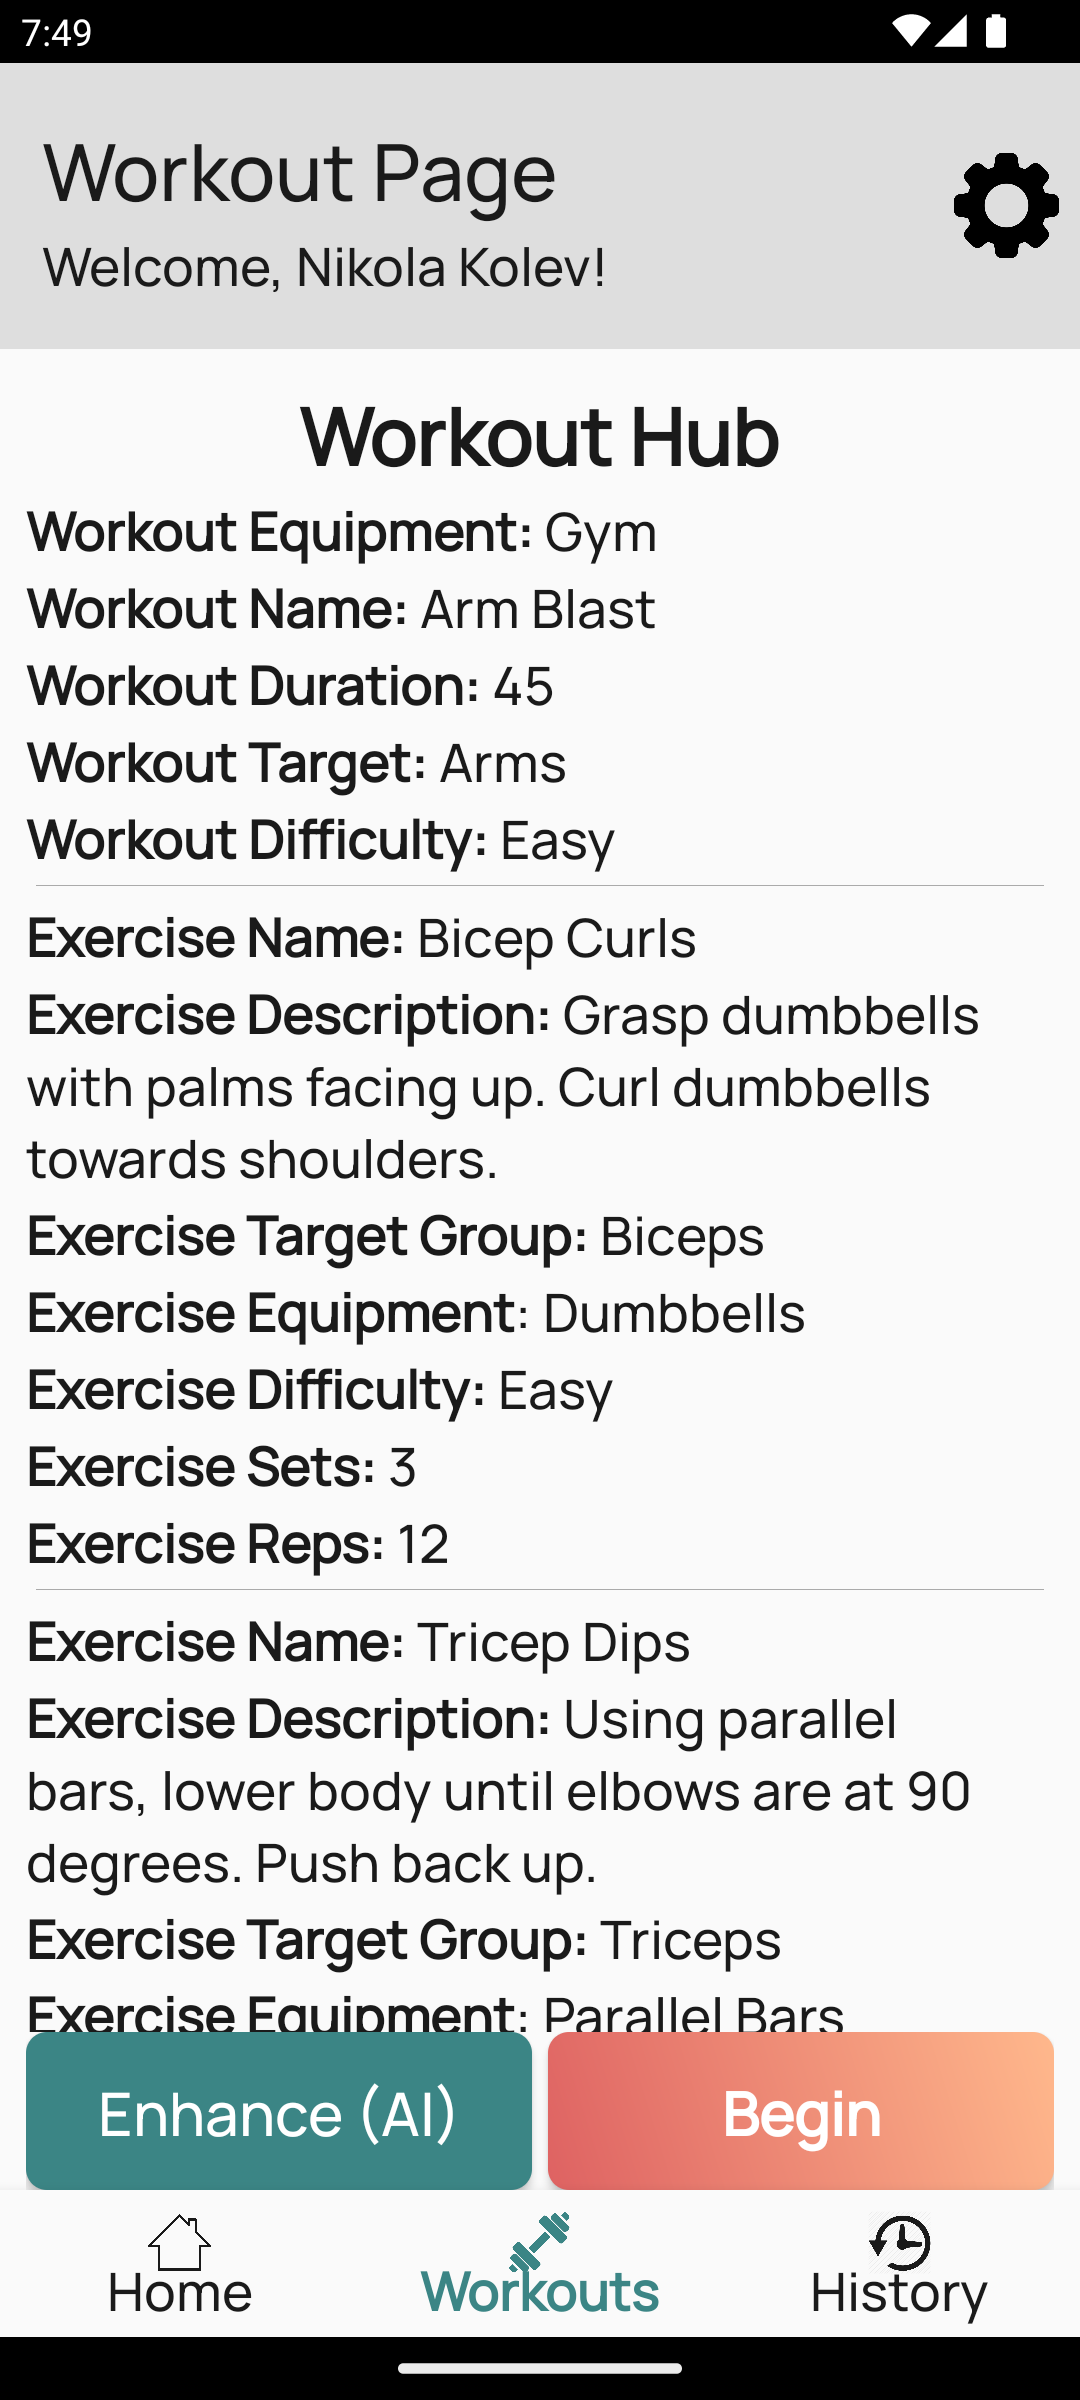 7:49
Workout Page
Welcome, Nikola Kolev!
Workout Hub
Workout Equipment: Gym
Workout Name: Arm Blast
Workout Duration: 45
Workout Target: Arms
Workout Difficulty: Easy
Exercise Name: Bicep Curls
Exercise Description: Grasp dumbbells
with palms facing up. Curl dumbbells
towards shoulders.
Exercise Target Group: Biceps
Exercise Equipment: Dumbbells
Exercise Difficulty: Easy
Exercise Sets: 3
Exercise Reps: 12
Exercise Name: Tricep Dips
Exercise Description: Using parallel
bars, lower body until elbows are at 90
degrees. Push back up.
Exercise Target Group: Triceps
Exercise Equipment: Parallel Bars
Enhance (AI)
Begin
Home
Workouts
History